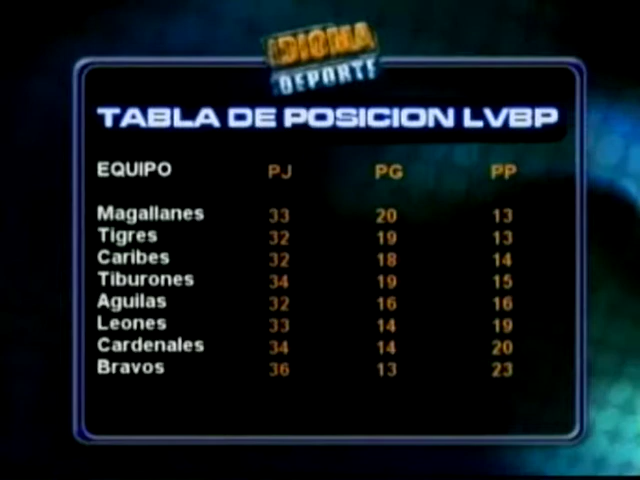 IDIOMA
DEPORTE
TABLA DE POSICION LVBP
EQUIPO PJ PG PP
Magallanes 33 20 13
Tigres 32 19 13
Caribes 32 18 14
Tiburones 34 19 15
Aguilas 32 16 16
Leones 33 14 19
Cardenales 34 14 20
Bravos 36 13 23